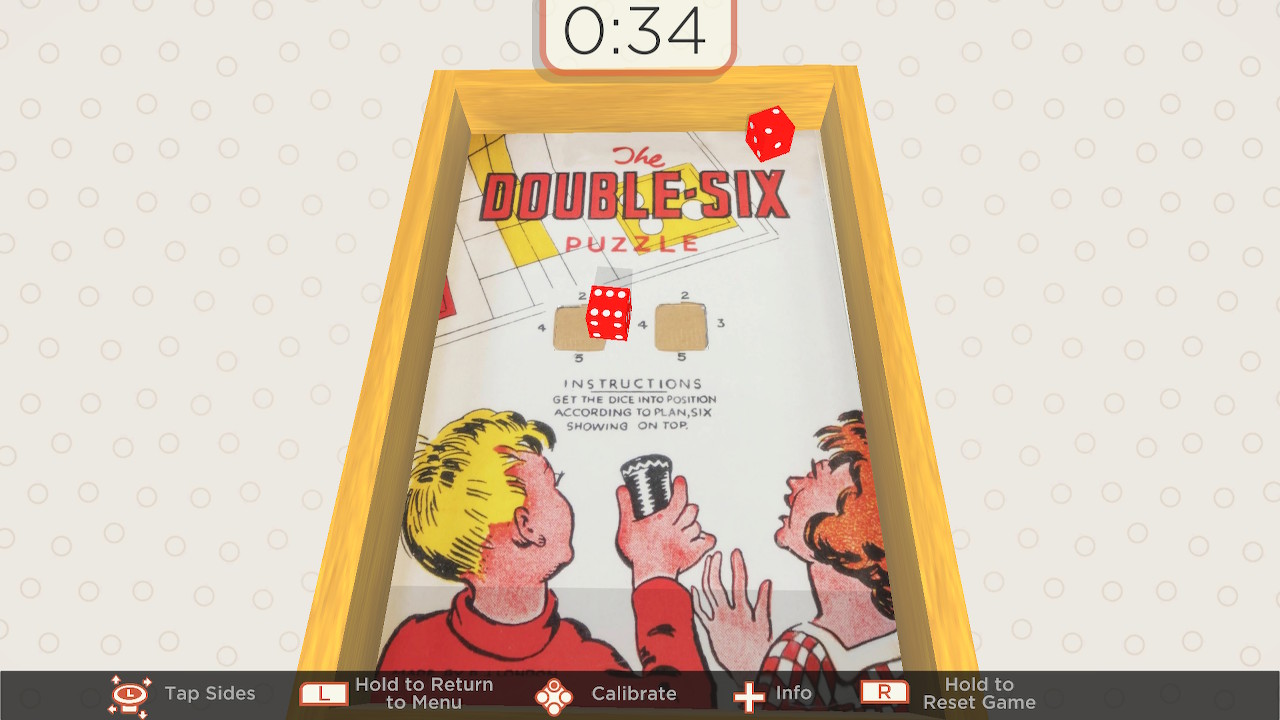 0:34
The
DOUBLE-SIX
PUZZLE
2 2
4 4 3
5 5
INSTRUCTIONS
GET THE DICE INTO POSITION
ACCORDING TO PLAN, SIX
SHOWING ON TOP.
L Tap Sides
L Hold to Return
to Menu
Calibrate
Info
R Hold to
Reset Game